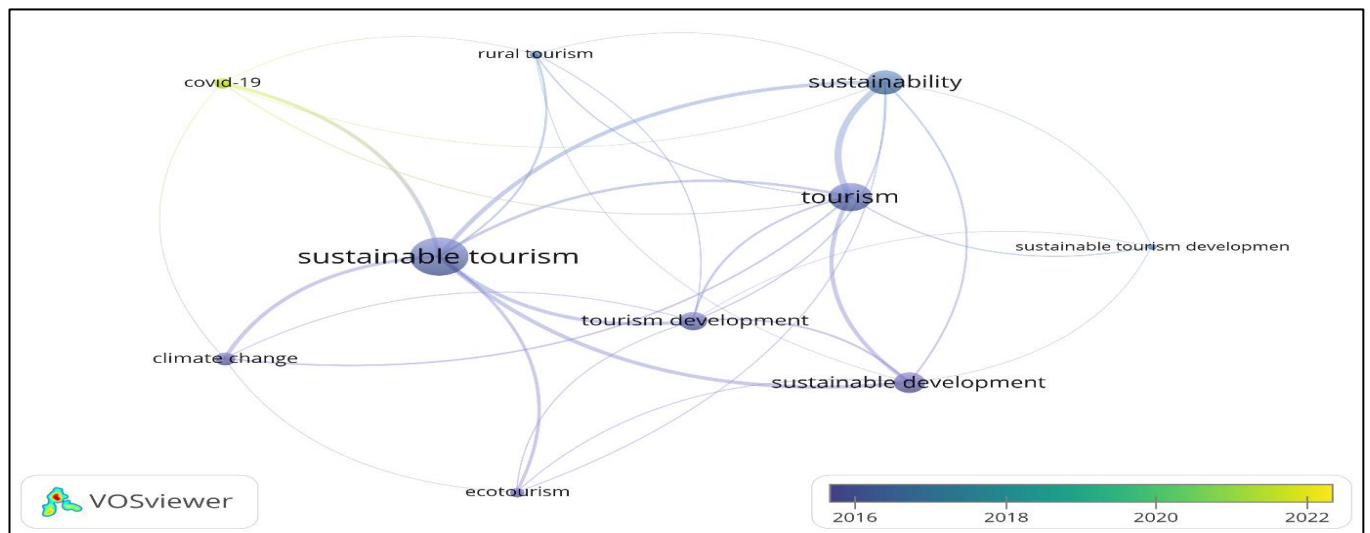 rural tourism
covid-19
sustainability
tourism
sustainable tourism developmen
sustainable tourism
tourism development
climate change
sustainable development
ecotourism
VOSviewer
2016 2018 2020 2022